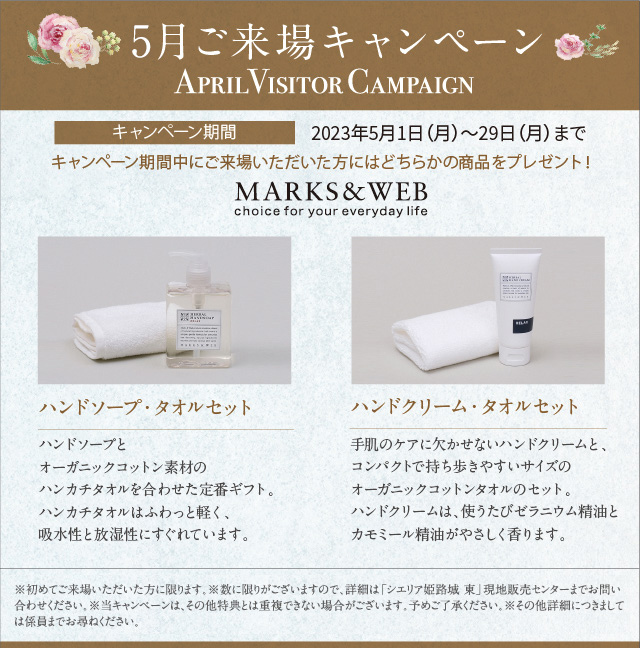 5月ご来場キャンペーン
APRIL VISITOR CAMPAIGN
キャンペーン期間
2023年5月1日(月)～29日(月)まで
キャンペーン期間中にご来場いただいた方にはどちらかの商品をプレゼント！
MARKS&WEB
choice for your everyday life
HERBAL
HANDSOAP
MARKS&WEB
RELAX
ハンドソープ・タオルセット
ハンドソープと
オーガニックコットン素材の
ハンカチタオルを合わせた定番ギフト。
ハンカチタオルはふわっと軽く、
吸水性と放湿性にすぐれています。
ハンドクリーム・タオルセット
手肌のケアに欠かせないハンドクリームと、
コンパクトで持ち歩きやすいサイズの
オーガニックコットンタオルのセット。
ハンドクリームは、使うたびゼラニウム精油と
カモミール精油がやさしく香ります。
※初めてご来場いただいた方に限ります。※数に限りがございますので、詳細は「シエリア姫路城 東」現地販売センターまでお問い
合わせください。※当キャンペーンは、その他特典とは重複できない場合がございます。予めご了承ください。※その他詳細につきまして
は係員までお尋ねください。